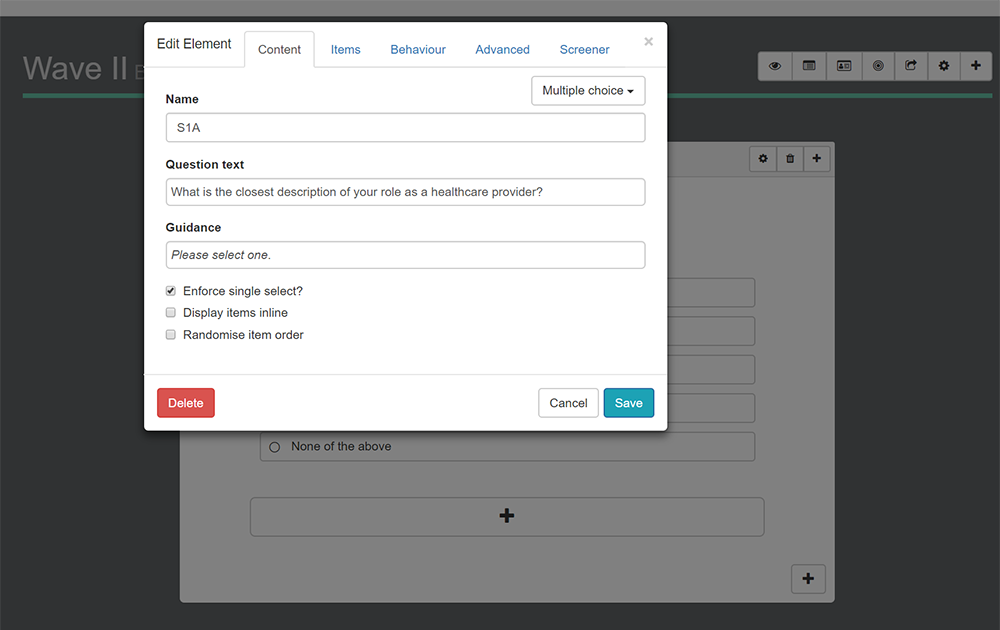 Wave II
Edit Element
Content
Items
Behaviour
Advanced
Screener
×
Multiple choice
Name
S1A
Question text
What is the closest description of your role as a healthcare provider?
Guidance
Please select one.
Enforce single select?
Display items inline
Randomise item order
Delete
Cancel
Save
None of the above